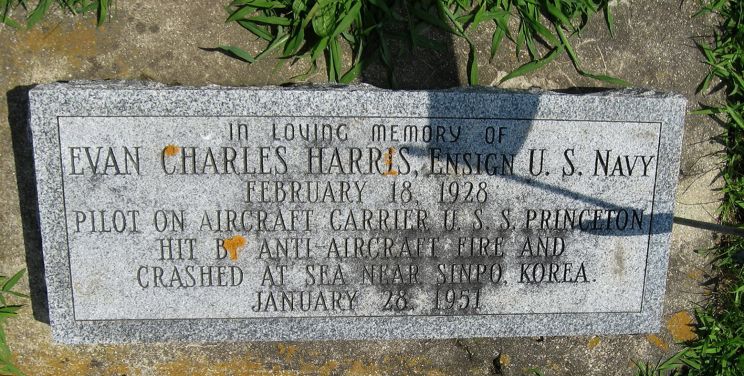 IN LOVING MEMORY OF
EVAN CHARLES HARRIS, ENSIGN U. S. NAVY
FEBRUARY 18, 1928
PILOT ON AIRCRAFT CARRIER U. S. S. PRINCETON
HIT BY ANTI-AIRCRAFT FIRE AND
CRASHED AT SEA NEAR SINPO, KOREA.
JANUARY 28, 1951